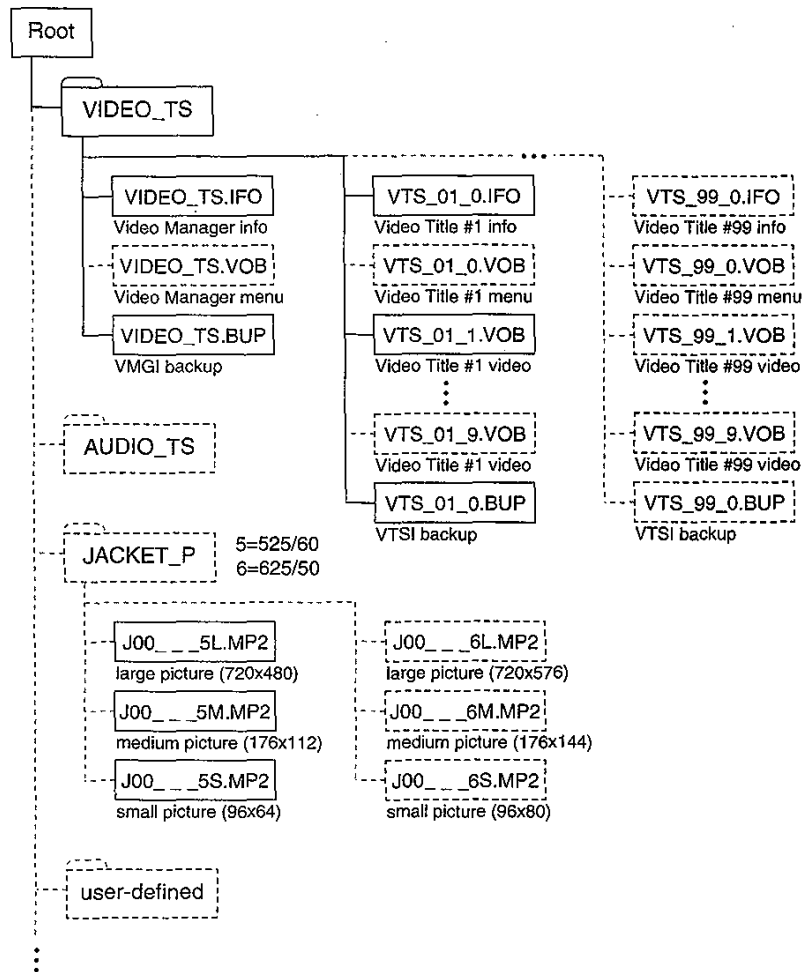 Root
VIDEO_TS
VIDEO_TS.IFO
Video Manager info
VIDEO_TS.VOB
Video Manager menu
VIDEO_TS.BUP
VMGI backup
VTS_01_0.IFO
Video Title #1 info
VTS_01_0.VOB
Video Title #1 menu
VTS_01_1.VOB
Video Title #1 video
VTS_01_9.VOB
Video Title #1 video
VTS_01_0.BUP
VTSI backup
VTS_99_0.IFO
Video Title #99 info
VTS_99_0.VOB
Video Title #99 menu
VTS_99_1.VOB
Video Title #99 video
VTS_99_9.VOB
Video Title #99 video
VTS_99_0.BUP
VTSI backup
AUDIO_TS
JACKET_P
5=525/60
6=625/50
J00_ _ _5L.MP2
large picture (720x480)
J00_ _ _5M.MP2
medium picture (176x112)
J00_ _ _5S.MP2
small picture (96x64)
J00_ _ _6L.MP2
large picture (720x576)
J00_ _ _6M.MP2
medium picture (176x144)
J00_ _ _6S.MP2
small picture (96x80)
user-defined